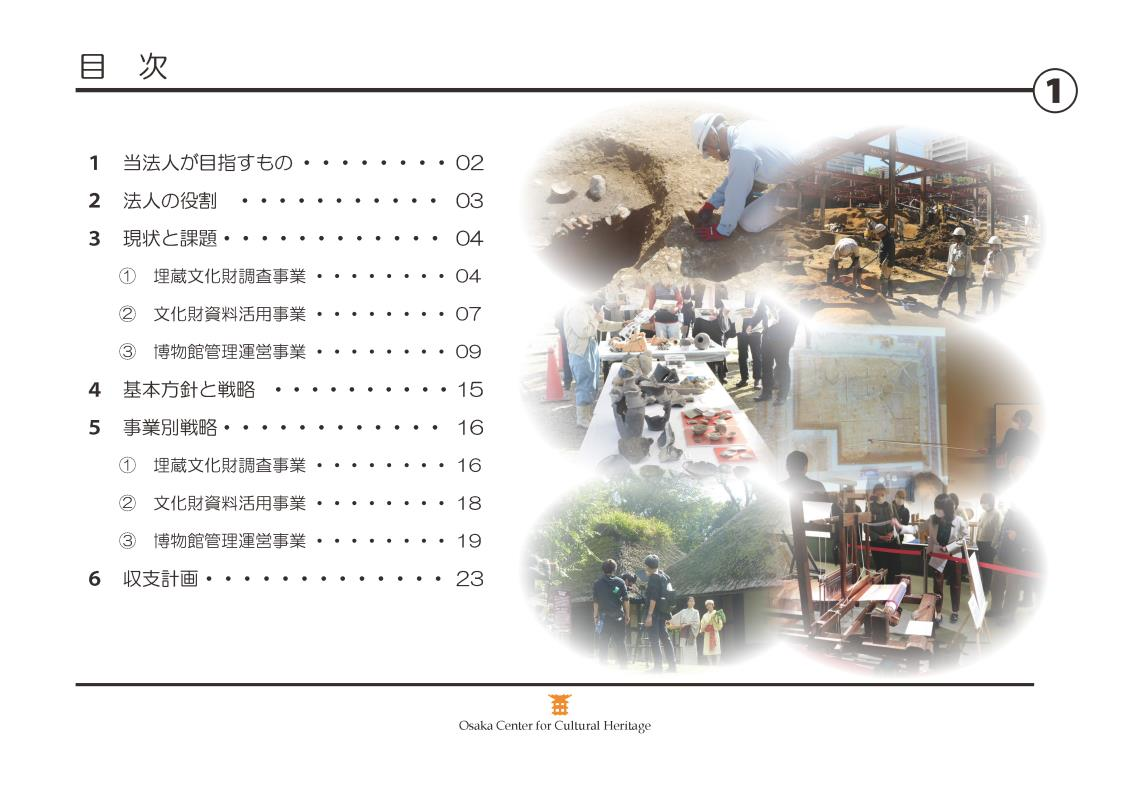 目　次
1
1　当法人が目指すもの ・・・・・・・・ 02
2　法人の役割　・・・・・・・・・・・ 03
3　現状と課題・・・・・・・・・・・・ 04
①　埋蔵文化財調査事業 ・・・・・・・・ 04
②　文化財資料活用事業 ・・・・・・・・ 07
③　博物館管理運営事業 ・・・・・・・・ 09
4　基本方針と戦略　・・・・・・・・・・ 15
5　事業別戦略・・・・・・・・・・・・ 16
①　埋蔵文化財調査事業 ・・・・・・・・ 16
②　文化財資料活用事業 ・・・・・・・・ 18
③　博物館管理運営事業 ・・・・・・・・ 19
6　収支計画・・・・・・・・・・・・・ 23
Osaka Center for Cultural Heritage